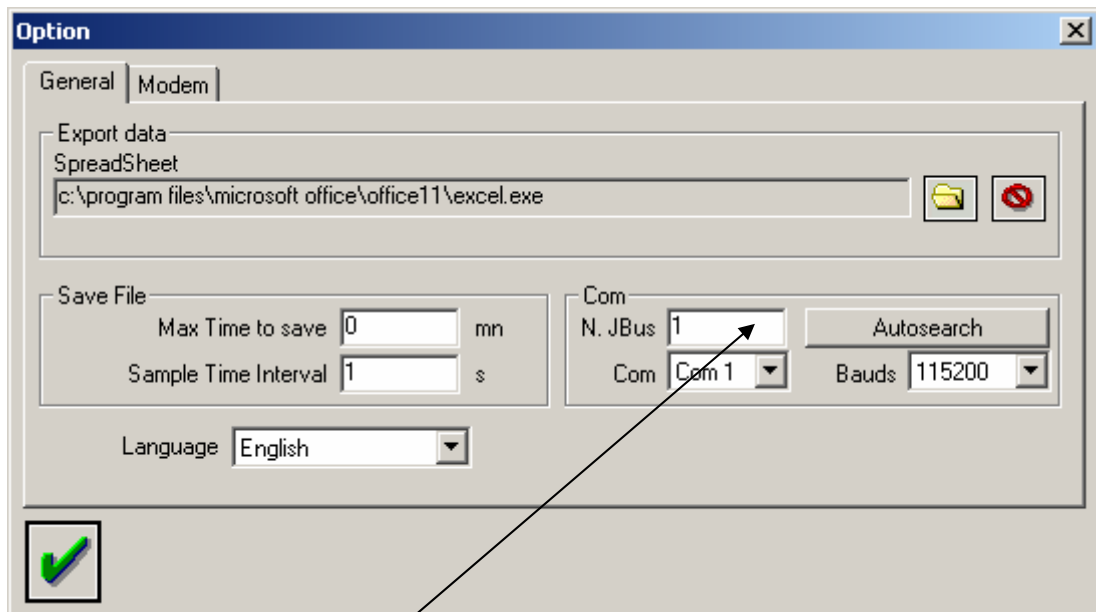 Option
General Modem
Export data
SpreadSheet
c:\program files\microsoft office\office11\excel.exe
Save File
Max Time to save 0 mn
Sample Time Interval 1 s
Com
N. JBus 1 Autosearch
Com Com 1 Bauds 115200
Language English